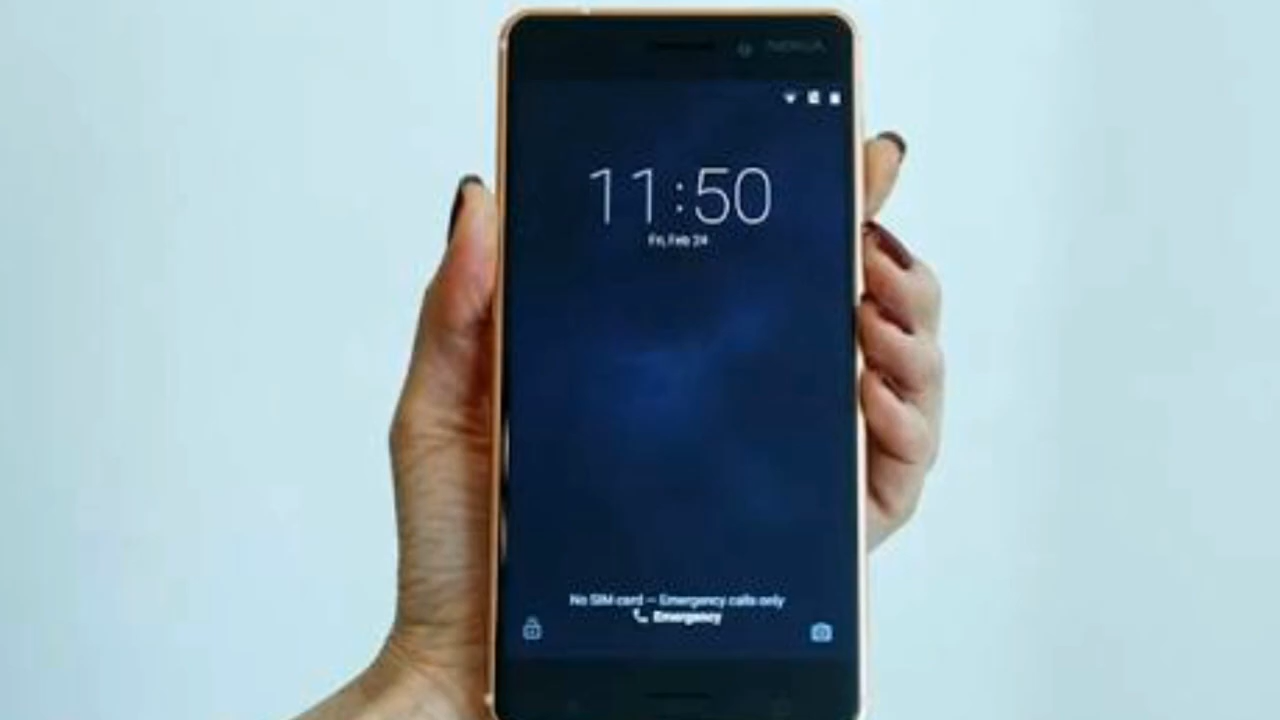 NOKIA
11:50
Fri, Feb 24
No SIM card — Emergency calls only
Emergency